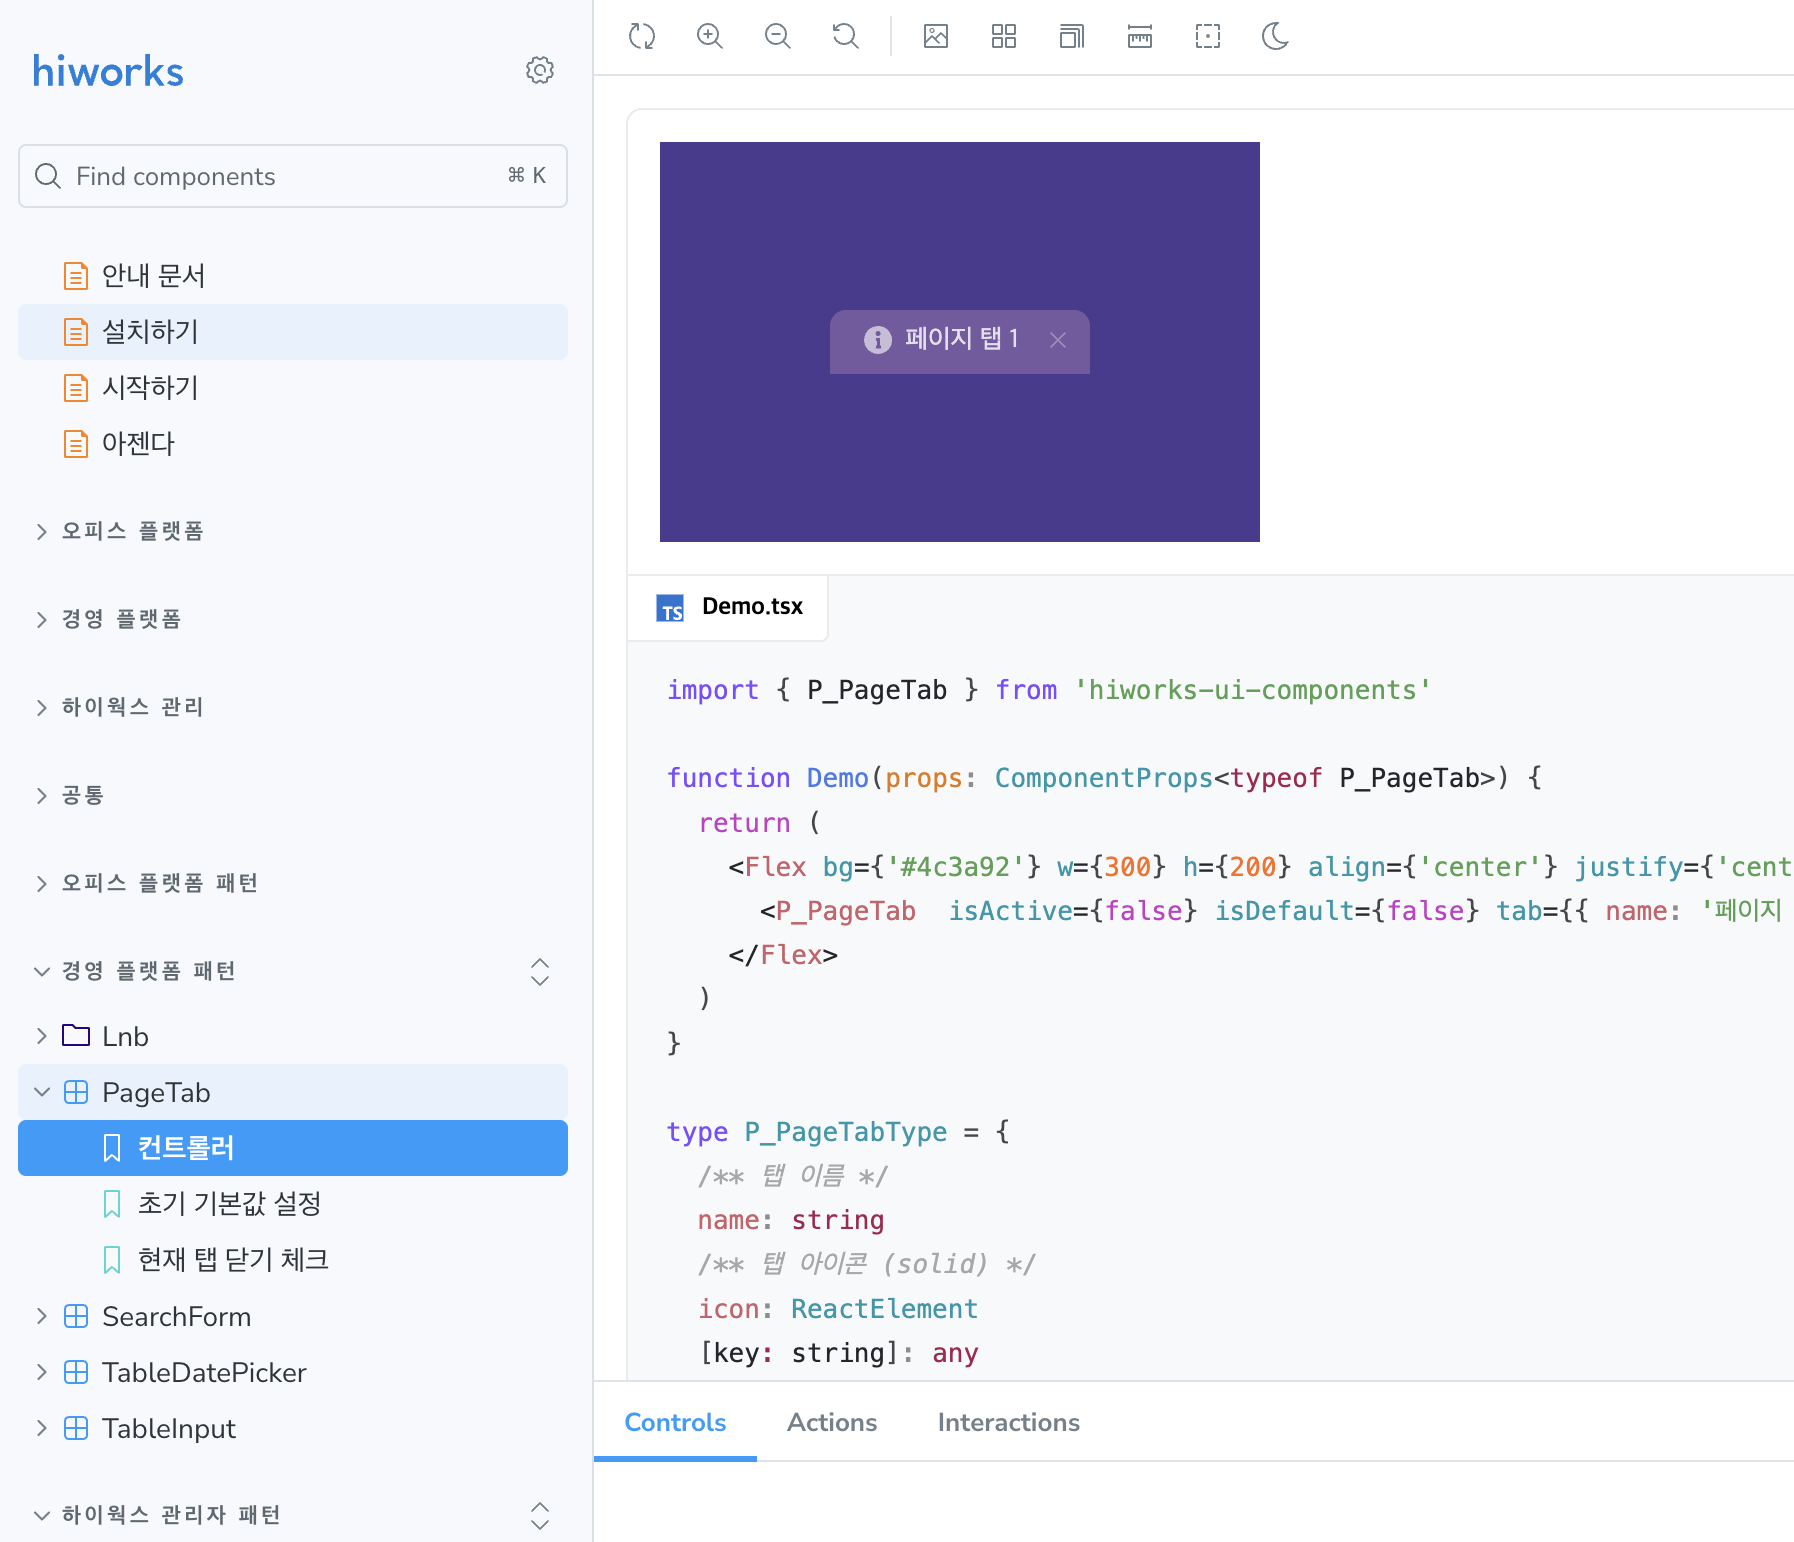 hiworks
Find components
⌘ K
안내 문서
설치하기
시작하기
아젠다
오피스 플랫폼
경영 플랫폼
하이웍스 관리
공통
오피스 플랫폼 패턴
경영 플랫폼 패턴
Lnb
PageTab
컨트롤러
초기 기본값 설정
현재 탭 닫기 체크
SearchForm
TableDatePicker
TableInput
하이웍스 관리자 패턴
페이지 탭 1
TS Demo.tsx
import { P_PageTab } from 'hiworks-ui-components'
function Demo(props: ComponentProps<typeof P_PageTab>) {
return (
<Flex bg={'#4c3a92'} w={300} h={200} align={'center'} justify={'cent
<P_PageTab  isActive={false} isDefault={false} tab={{ name: '페이지
</Flex>
)
}
type P_PageTabType = {
/** 탭 이름 */
name: string
/** 탭 아이콘 (solid) */
icon: ReactElement
[key: string]: any
Controls
Actions
Interactions